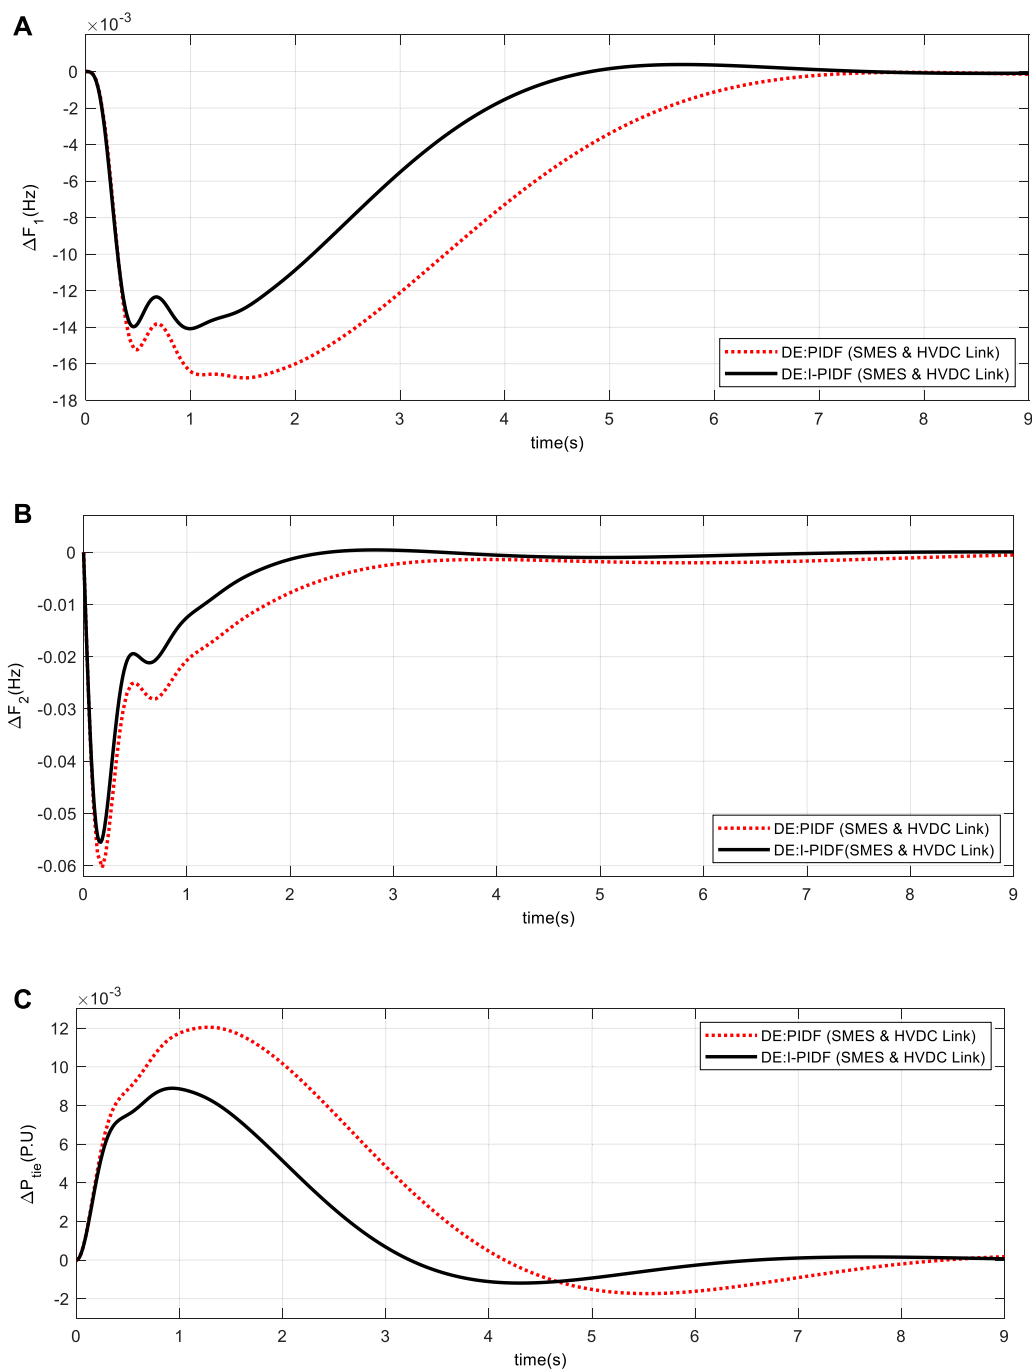 A
×10⁻³
0
-2
-4
-6
-8
-10
-12
-14
-16
-18
ΔF₁(Hz)
DE:PIDF (SMES & HVDC Link)
DE:I-PIDF (SMES & HVDC Link)
0 1 2 3 4 5 6 7 8 9
time(s)
B
0
-0.01
-0.02
-0.03
-0.04
-0.05
-0.06
ΔF₂(Hz)
DE:PIDF (SMES & HVDC Link)
DE:I-PIDF(SMES & HVDC Link)
0 1 2 3 4 5 6 7 8 9
time(s)
C
×10⁻³
12
10
8
6
4
2
0
-2
ΔP_tie(P.U)
DE:PIDF (SMES & HVDC Link)
DE:I-PIDF (SMES & HVDC Link)
0 1 2 3 4 5 6 7 8 9
time(s)